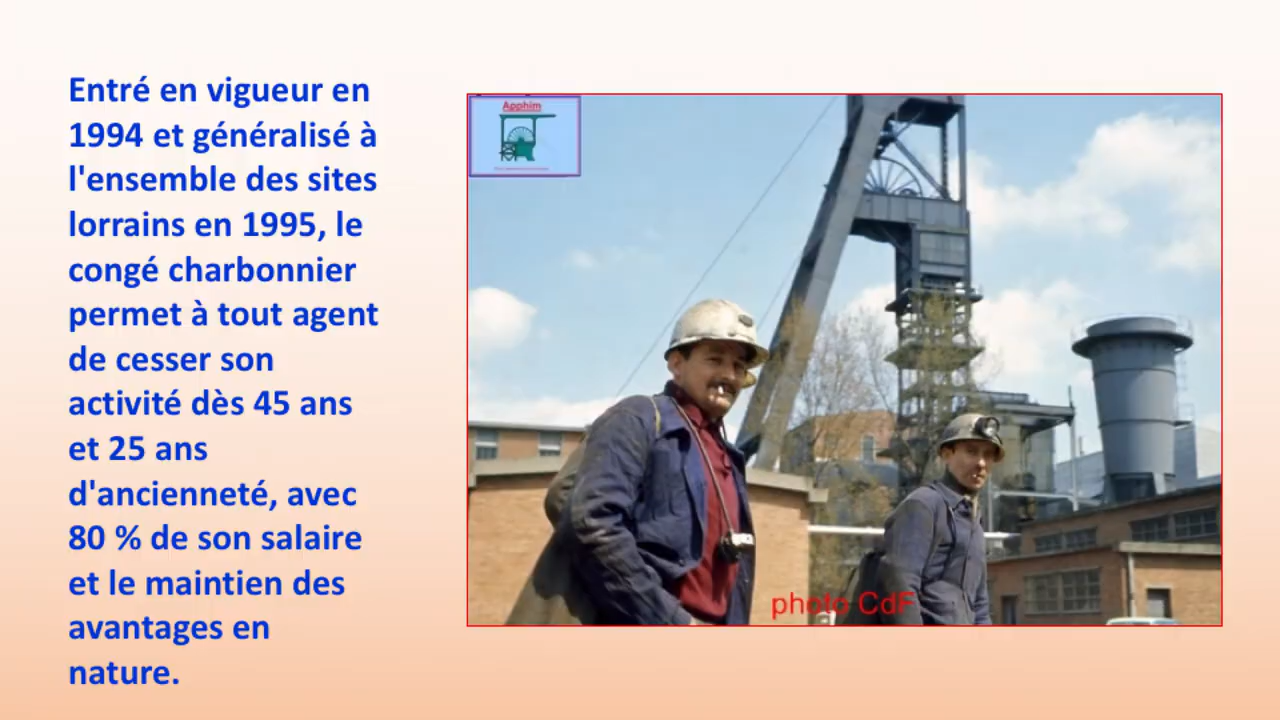 Entré en vigueur en
1994 et généralisé à
l'ensemble des sites
lorrains en 1995, le
congé charbonnier
permet à tout agent
de cesser son
activité dès 45 ans
et 25 ans
d'ancienneté, avec
80 % de son salaire
et le maintien des
avantages en
nature.
Apphim
photo CdF